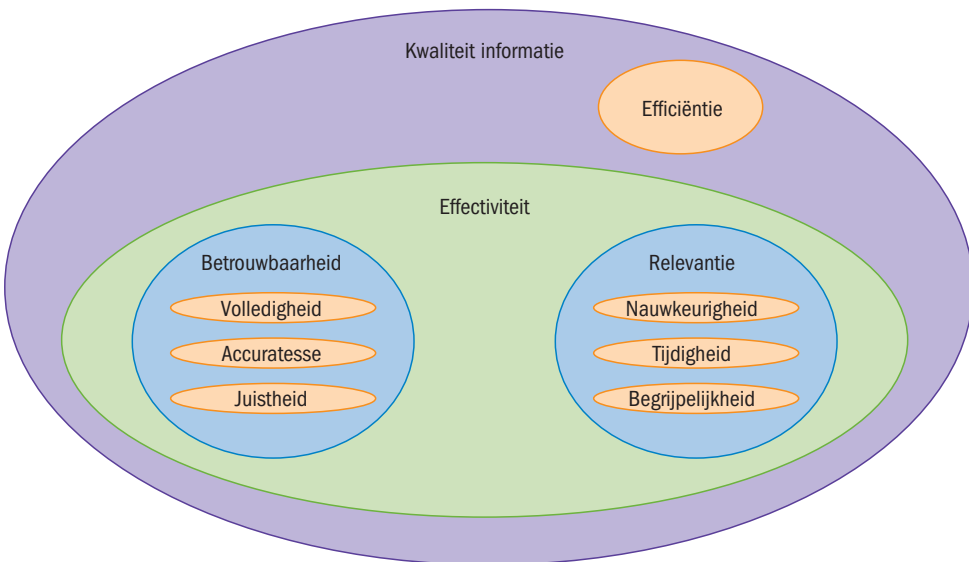 Kwaliteit informatie
Efficiëntie
Effectiviteit
Betrouwbaarheid
Volledigheid
Accuratesse
Juistheid
Relevantie
Nauwkeurigheid
Tijdigheid
Begrijpelijkheid